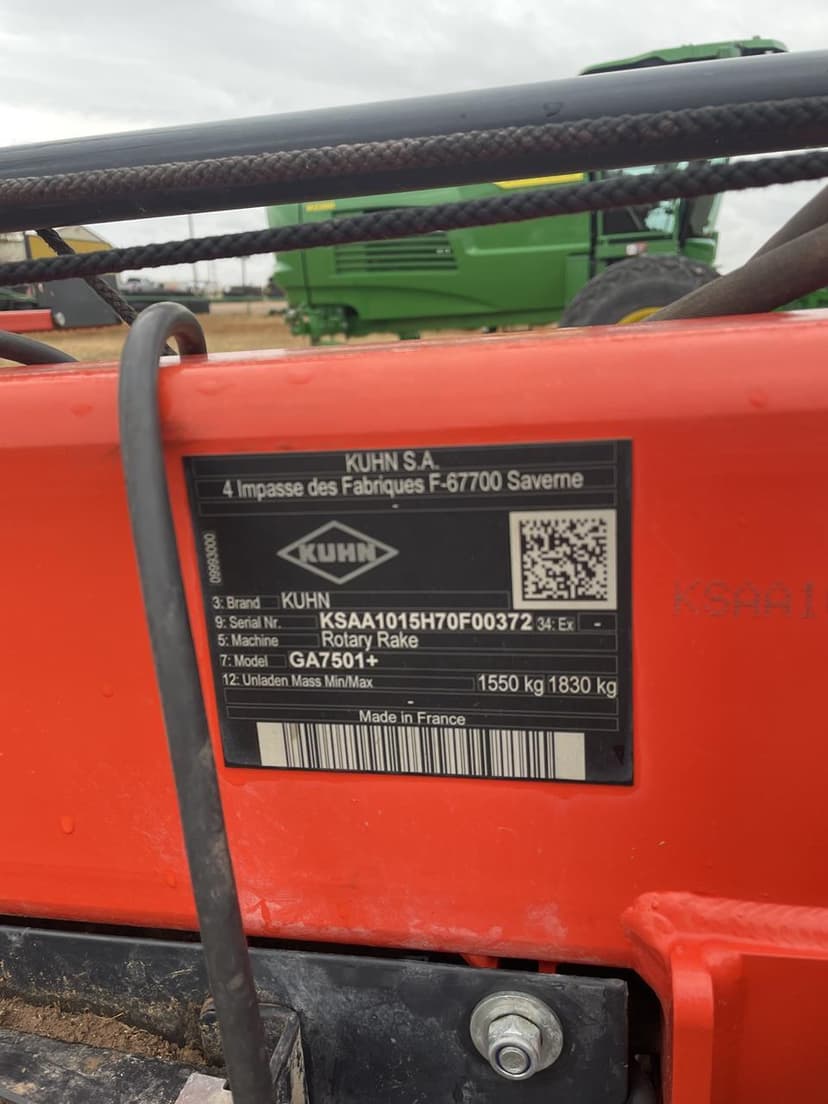 KUHN S.A.
4 Impasse des Fabriques F-67700 Saverne
-
09993000
KUHN
3: Brand KUHN
9: Serial Nr. KSAA1015H70F00372 34: Ex -
5: Machine Rotary Rake
7: Model GA7501+
12: Unladen Mass Min/Max 1550 kg 1830 kg
-
Made in France
KSAA1